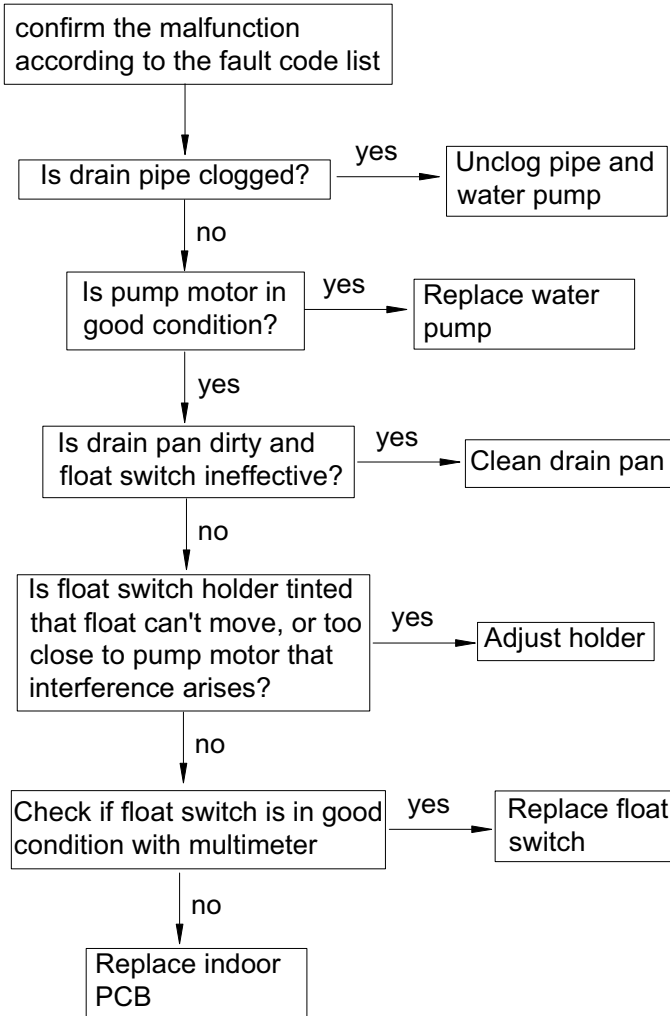 confirm the malfunction
according to the fault code list
Is drain pipe clogged?
yes
Unclog pipe and
water pump
no
Is pump motor in
good condition?
yes
Replace water
pump
yes
Is drain pan dirty and
float switch ineffective?
yes
Clean drain pan
no
Is float switch holder tinted
that float can't move, or too
close to pump motor that
interference arises?
yes
Adjust holder
no
Check if float switch is in good
condition with multimeter
yes
Replace float
switch
no
Replace indoor
PCB